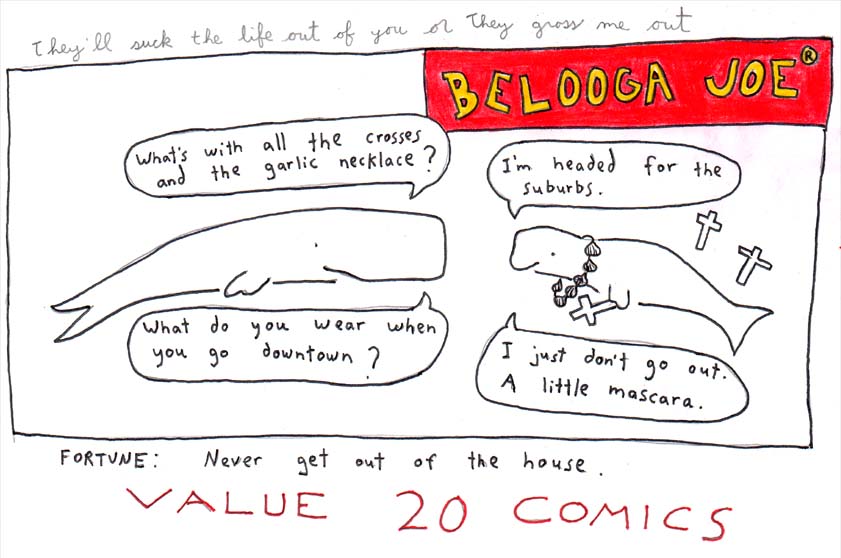 They'll suck the life out of you or They gross me out
BELOOGA JOE®
What's with all the crosses
and the garlic necklace?
I'm headed for the
suburbs.
What do you wear when
you go downtown?
I just don't go out.
A little mascara.
FORTUNE: Never get out of the house.
VALUE 20 COMICS